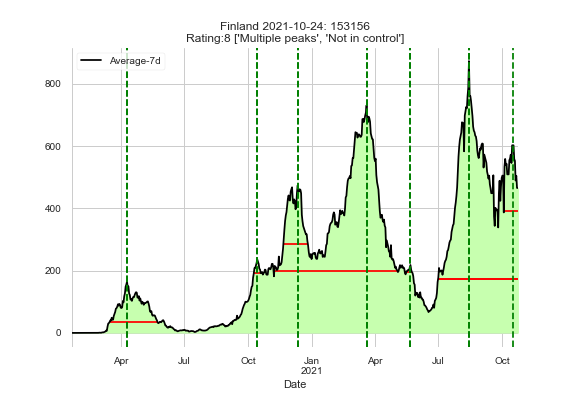 Finland 2021-10-24: 153156
Rating:8 ['Multiple peaks', 'Not in control']
Average-7d
800
600
400
200
0
Apr Jul Oct Jan Apr Jul Oct
2021
Date